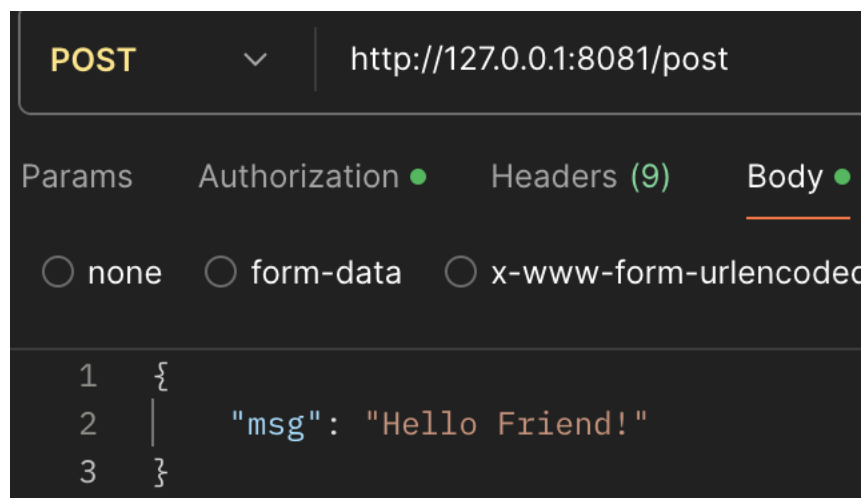 POST http://127.0.0.1:8081/post
Params Authorization Headers (9) Body
none form-data x-www-form-urlencoded
1 {
2 "msg": "Hello Friend!"
3 }